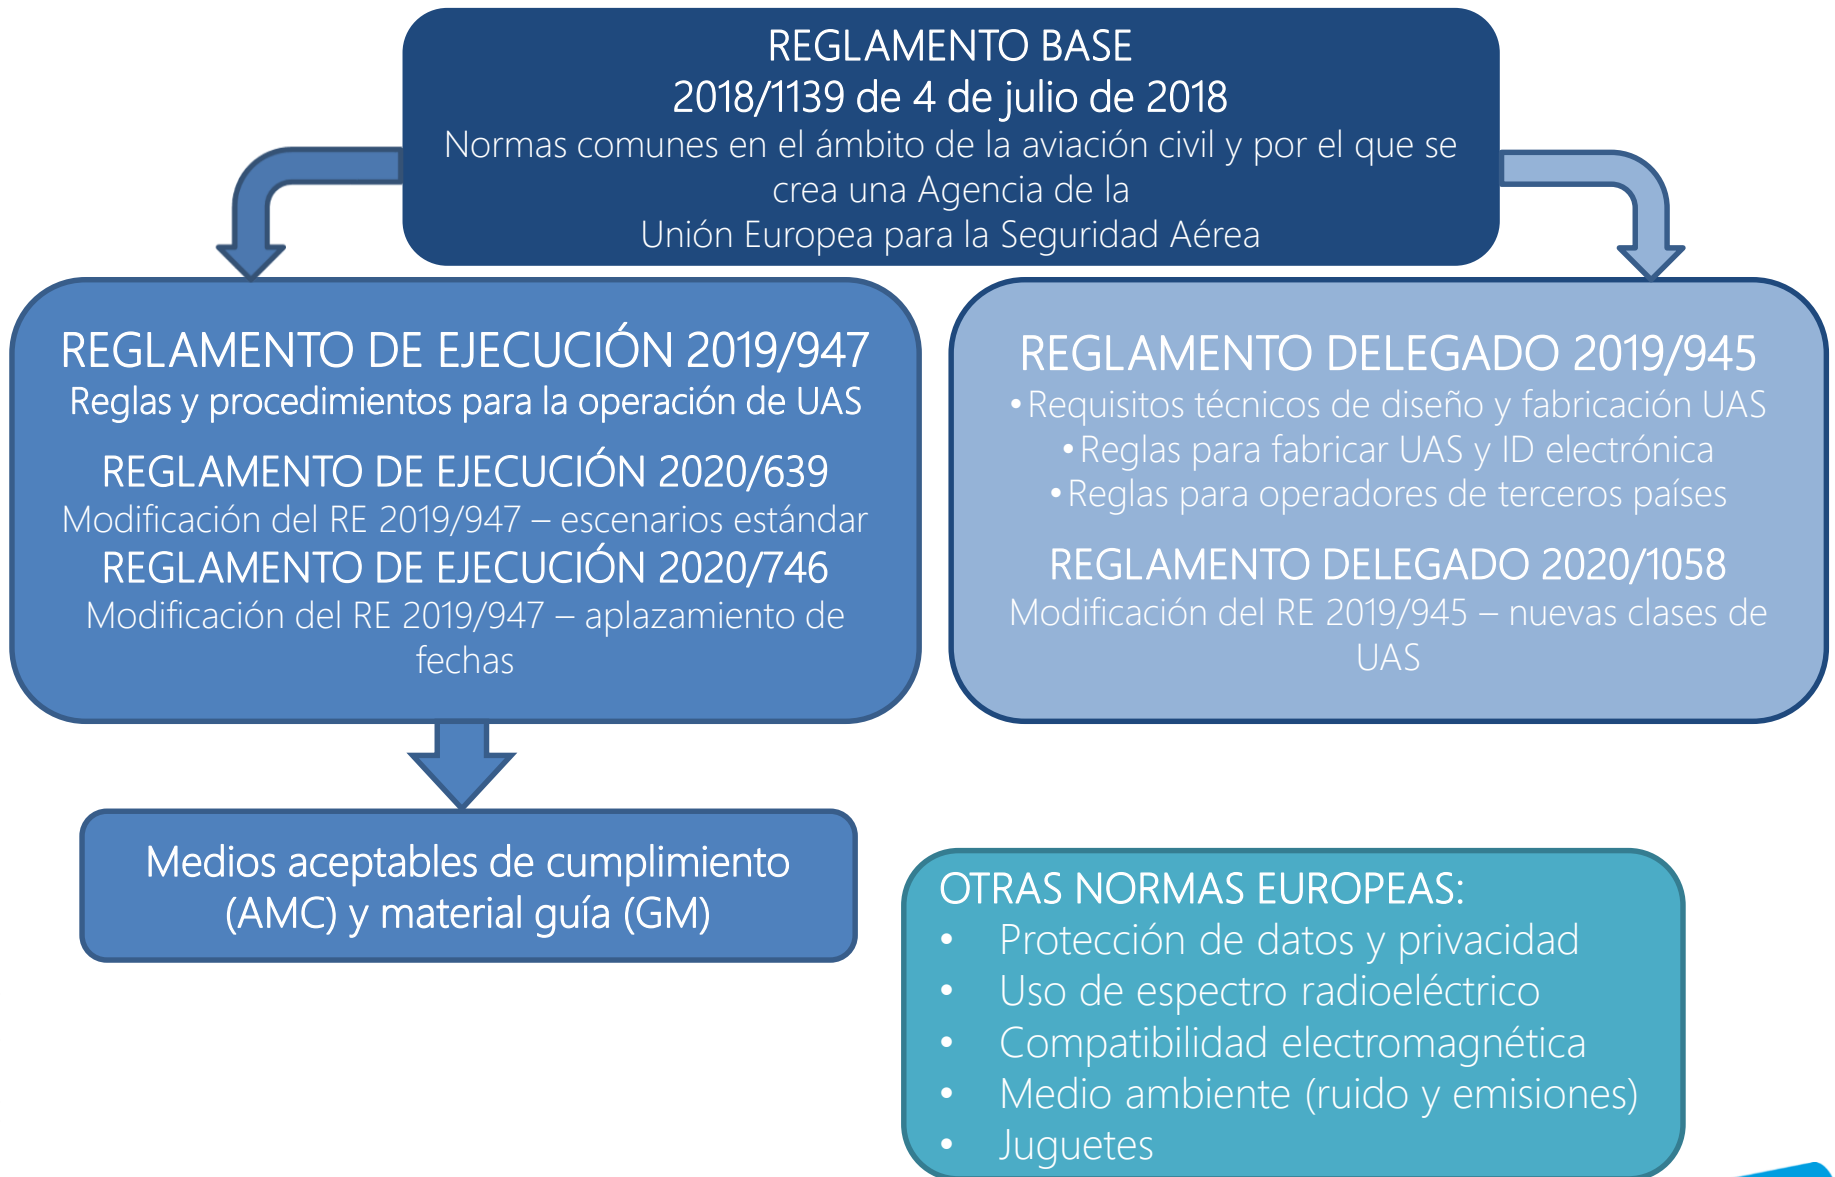 REGLAMENTO BASE
2018/1139 de 4 de julio de 2018
Normas comunes en el ámbito de la aviación civil y por el que se
crea una Agencia de la
Unión Europea para la Seguridad Aérea
REGLAMENTO DE EJECUCIÓN 2019/947
Reglas y procedimientos para la operación de UAS
REGLAMENTO DE EJECUCIÓN 2020/639
Modificación del RE 2019/947 – escenarios estándar
REGLAMENTO DE EJECUCIÓN 2020/746
Modificación del RE 2019/947 – aplazamiento de
fechas
REGLAMENTO DELEGADO 2019/945
• Requisitos técnicos de diseño y fabricación UAS
• Reglas para fabricar UAS y ID electrónica
• Reglas para operadores de terceros países
REGLAMENTO DELEGADO 2020/1058
Modificación del RE 2019/945 – nuevas clases de
UAS
Medios aceptables de cumplimiento
(AMC) y material guía (GM)
OTRAS NORMAS EUROPEAS:
• Protección de datos y privacidad
• Uso de espectro radioeléctrico
• Compatibilidad electromagnética
• Medio ambiente (ruido y emisiones)
• Juguetes